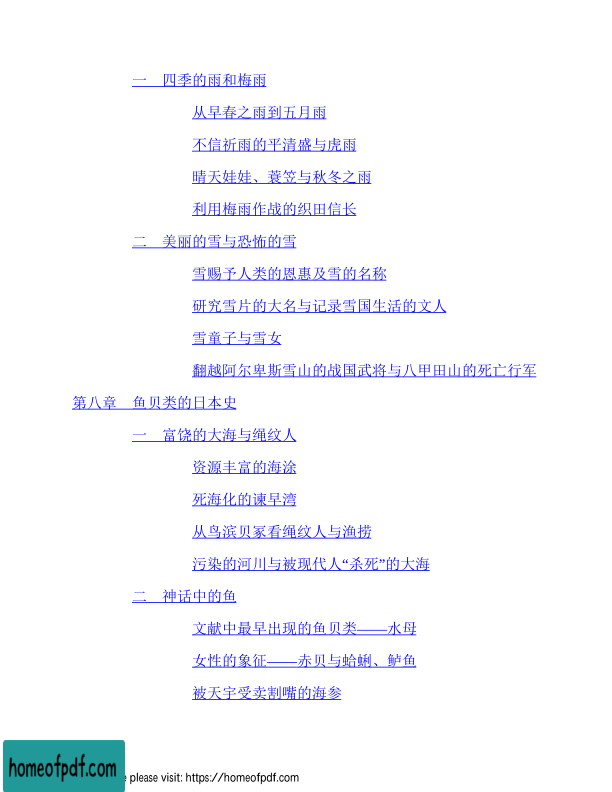 一　四季的雨和梅雨
从早春之雨到五月雨
不信祈雨的平清盛与虎雨
晴天娃娃、蓑笠与秋冬之雨
利用梅雨作战的织田信长
二　美丽的雪与恐怖的雪
雪赐予人类的恩惠及雪的名称
研究雪片的大名与记录雪国生活的文人
雪童子与雪女
翻越阿尔卑斯雪山的战国武将与八甲田山的死亡行军
第八章　鱼贝类的日本史
一　富饶的大海与绳纹人
资源丰富的海涂
死海化的谏早湾
从鸟滨贝冢看绳纹人与渔捞
污染的河川与被现代人“杀死”的大海
二　神话中的鱼
文献中最早出现的鱼贝类——水母
女性的象征——赤贝与蛤蜊、鲈鱼
被天宇受卖割嘴的海参
homeofpdf.com
please visit: https://homeofpdf.com